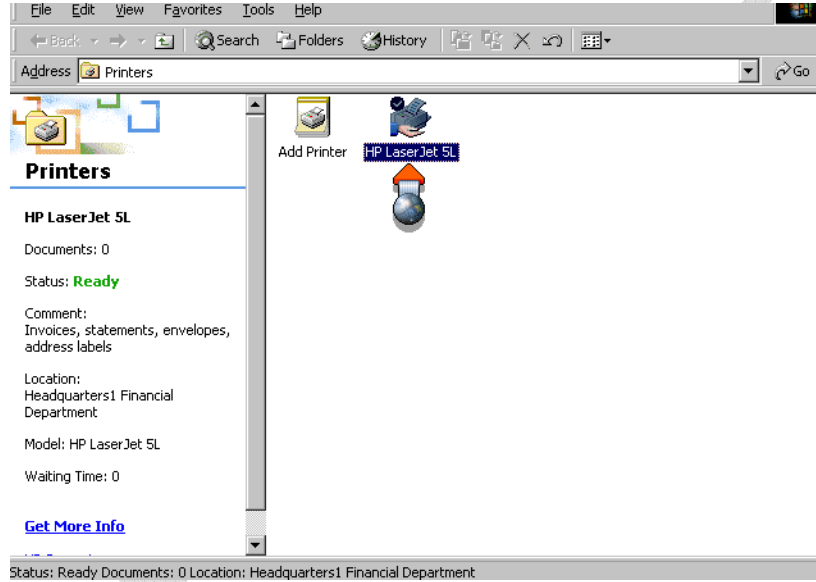 File Edit View Favorites Tools Help
Back Search Folders History
Address Printers Go
Printers
HP LaserJet 5L
Documents: 0
Status: Ready
Comment:
Invoices, statements, envelopes,
address labels
Location:
Headquarters1 Financial
Department
Model: HP LaserJet 5L
Waiting Time: 0
Get More Info
Add Printer HP LaserJet 5L
Status: Ready Documents: 0 Location: Headquarters1 Financial Department